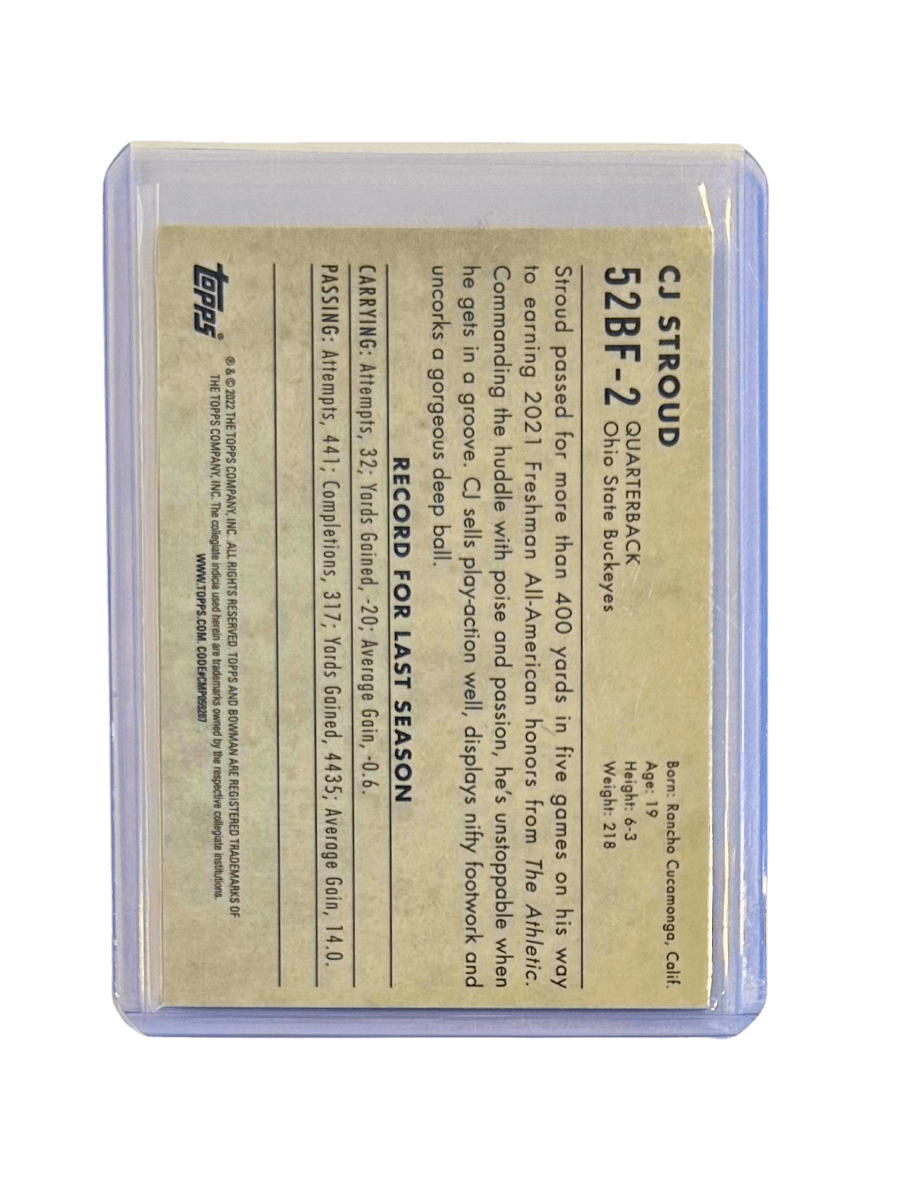 CJ STROUD
52BF-2
QUARTERBACK
Ohio State Buckeyes
Born: Rancho Cucamonga, Calif.
Age: 19
Height: 6-3
Weight: 218
Stroud passed for more than 400 yards in five games on his way
to earning 2021 Freshman All-American honors from The Athletic.
Commanding the huddle with poise and passion, he's unstoppable when
he gets in a groove. CJ sells play-action well, displays nifty footwork and
uncorks a gorgeous deep ball.
RECORD FOR LAST SEASON
CARRYING: Attempts, 32; Yards Gained, -20; Average Gain, -0.6.
PASSING: Attempts, 441; Completions, 317; Yards Gained, 4435; Average Gain, 14.0.
topps®
® & © 2022 THE TOPPS COMPANY, INC. ALL RIGHTS RESERVED. TOPPS AND BOWMAN ARE REGISTERED TRADEMARKS OF
THE TOPPS COMPANY, INC. The collegiate indicia used herein are trademarks owned by the respective collegiate institutions.
WWW.TOPPS.COM. CODE#CMP059287